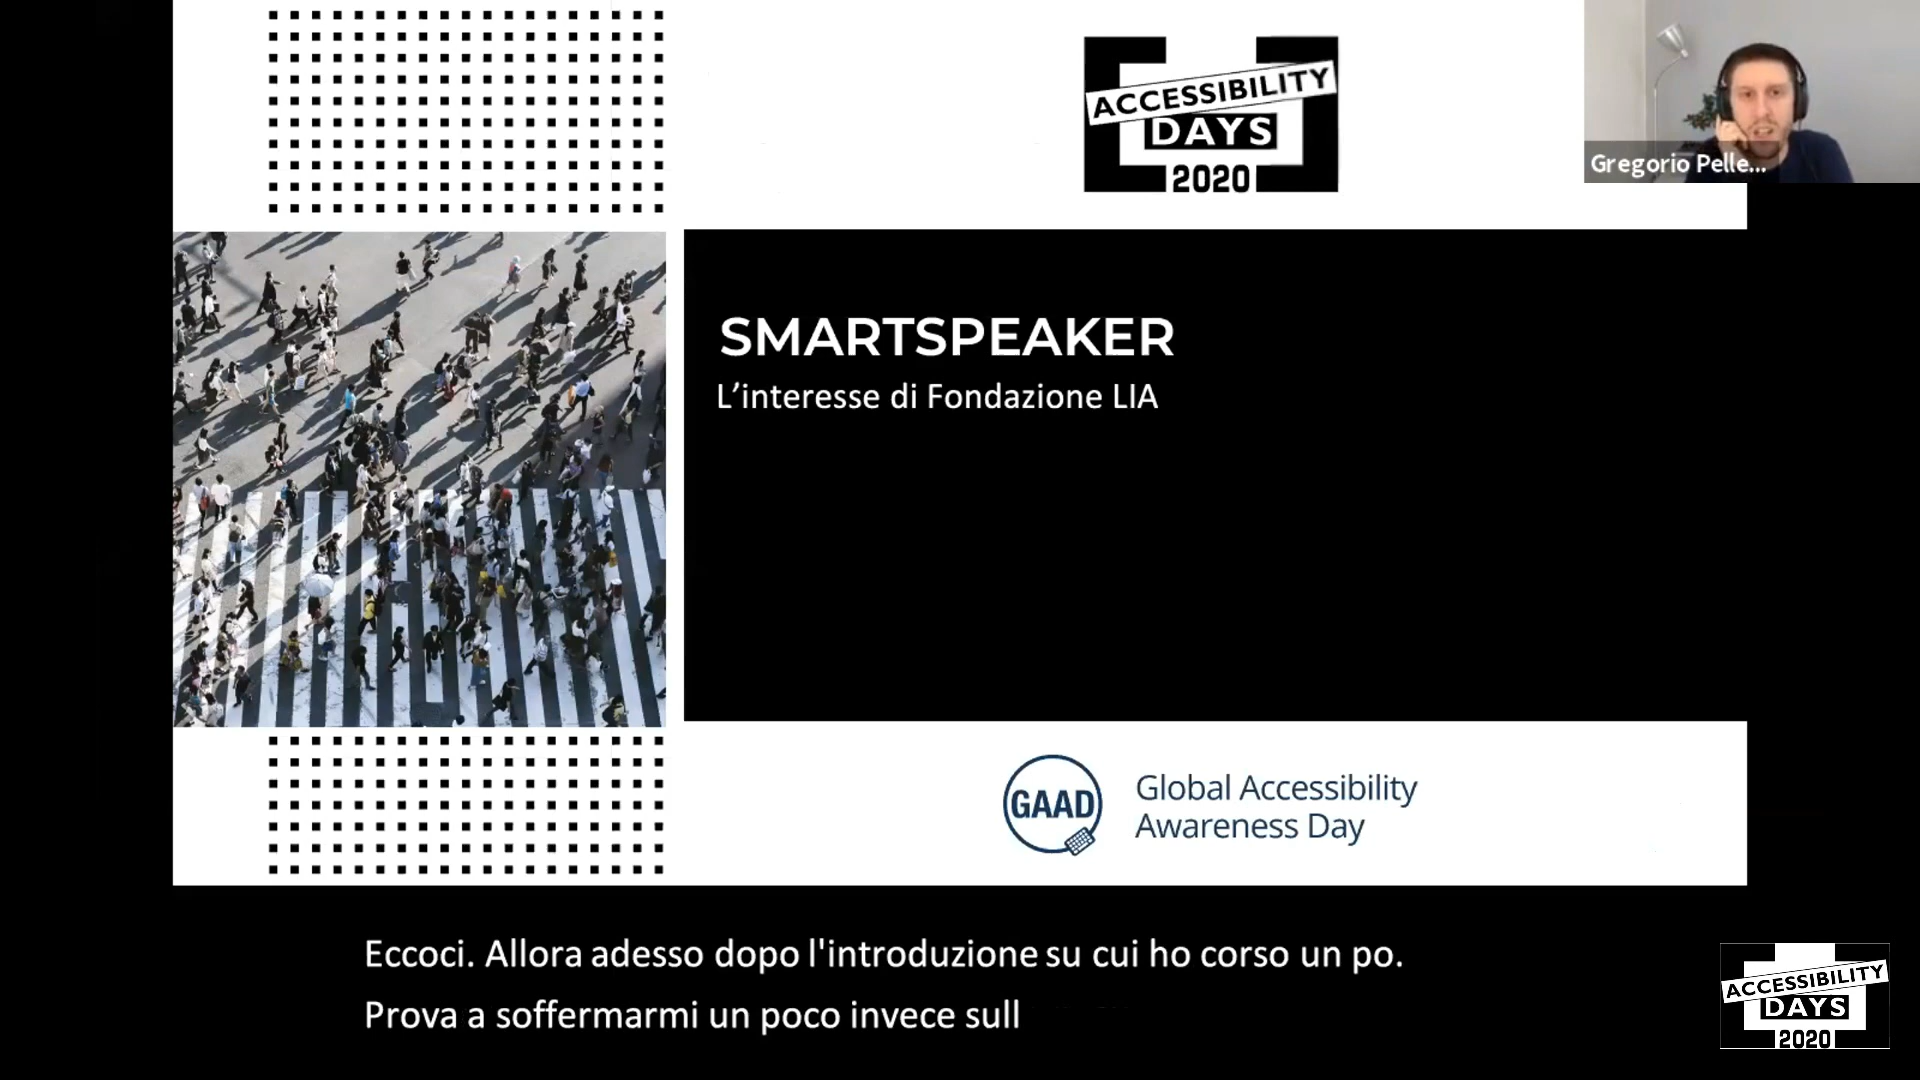 ACCESSIBILITY
DAYS
2020
Gregorio Pelle...
SMARTSPEAKER
L’interesse di Fondazione LIA
GAAD
Global Accessibility
Awareness Day
Eccoci. Allora adesso dopo l'introduzione su cui ho corso un po.
Prova a soffermarmi un poco invece sull
ACCESSIBILITY
DAYS
2020